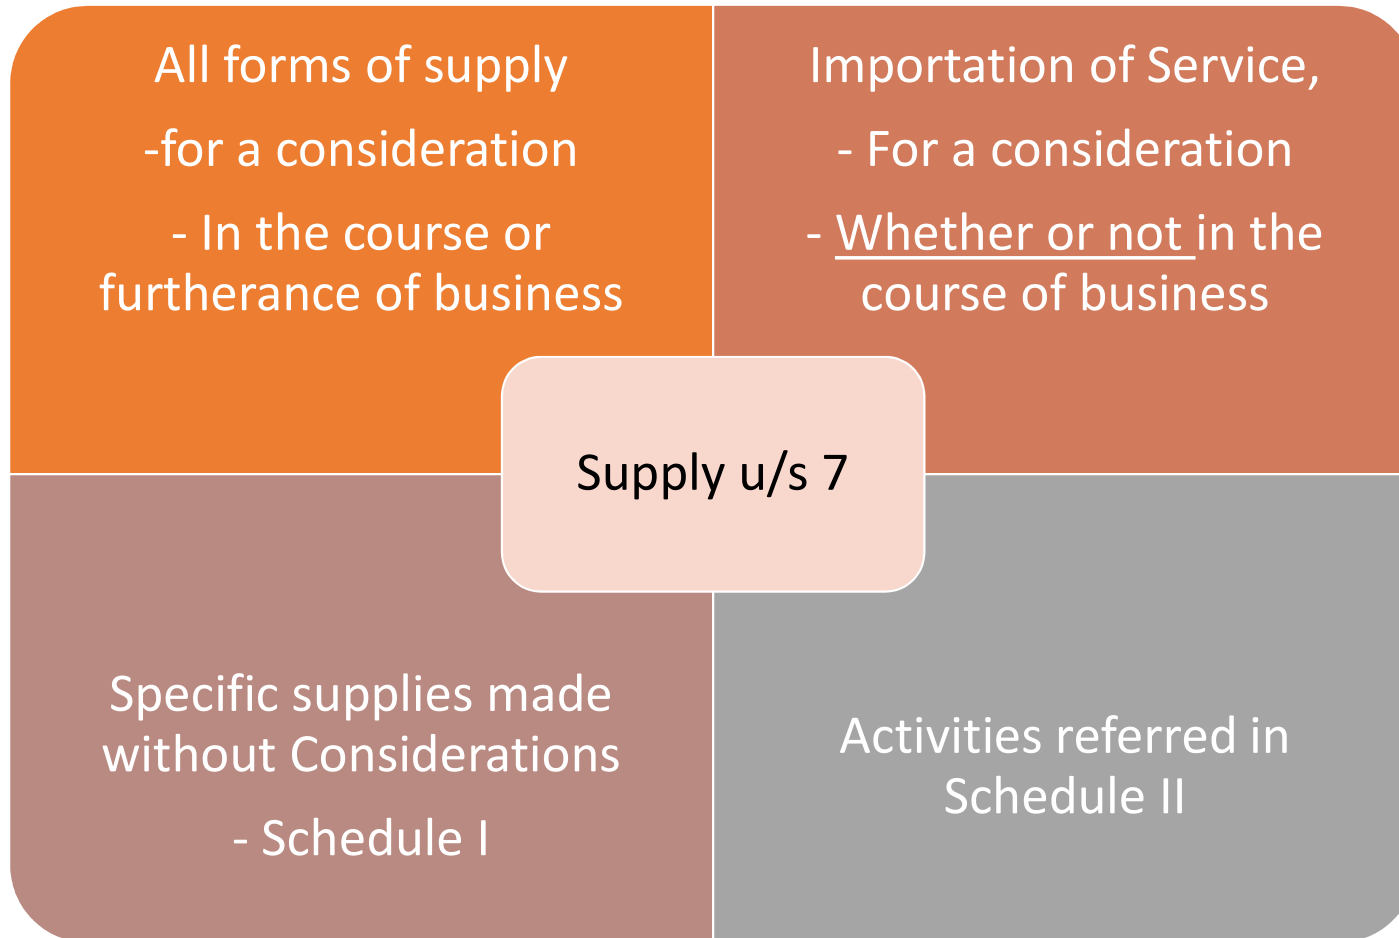 All forms of supply
-for a consideration
- In the course or
furtherance of business
Importation of Service,
- For a consideration
- Whether or not in the
course of business
Supply u/s 7
Specific supplies made
without Considerations
- Schedule I
Activities referred in
Schedule II